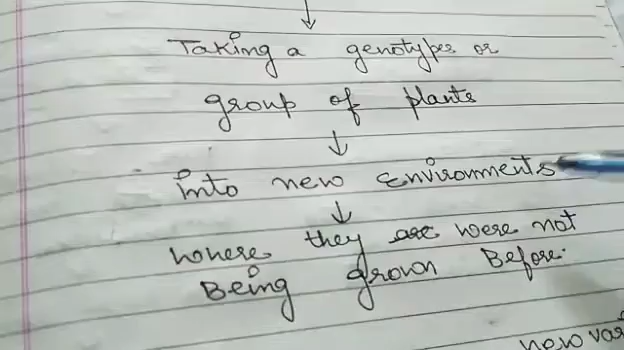 ↓
Taking a genotypes or
group of plants
↓
into new Environments
↓
where they are were not
Being grown Before.
new var